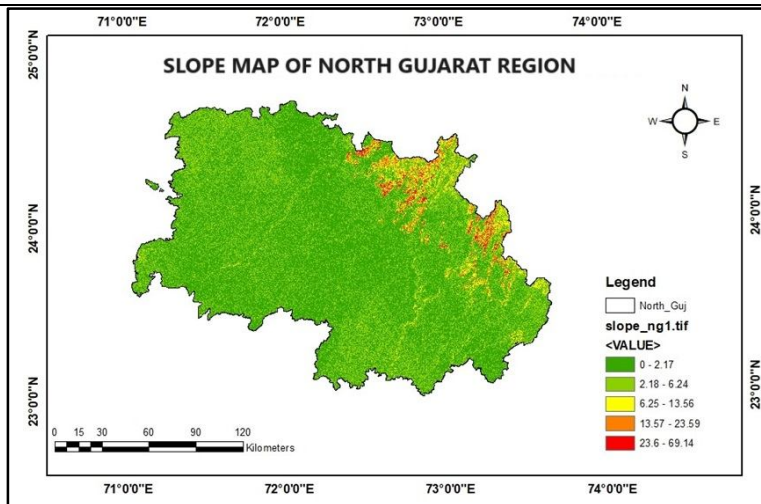 71°0'0"E 72°0'0"E 73°0'0"E 74°0'0"E
25°0'0"N
SLOPE MAP OF NORTH GUJARAT REGION
N
W E
S
24°0'0"N
24°0'0"N
Legend
North_Guj
slope_ng1.tif
<VALUE>
0 - 2.17
2.18 - 6.24
6.25 - 13.56
13.57 - 23.59
23.6 - 69.14
23°0'0"N
23°0'0"N
0 15 30 60 90 120
Kilometers
71°0'0"E 72°0'0"E 73°0'0"E 74°0'0"E